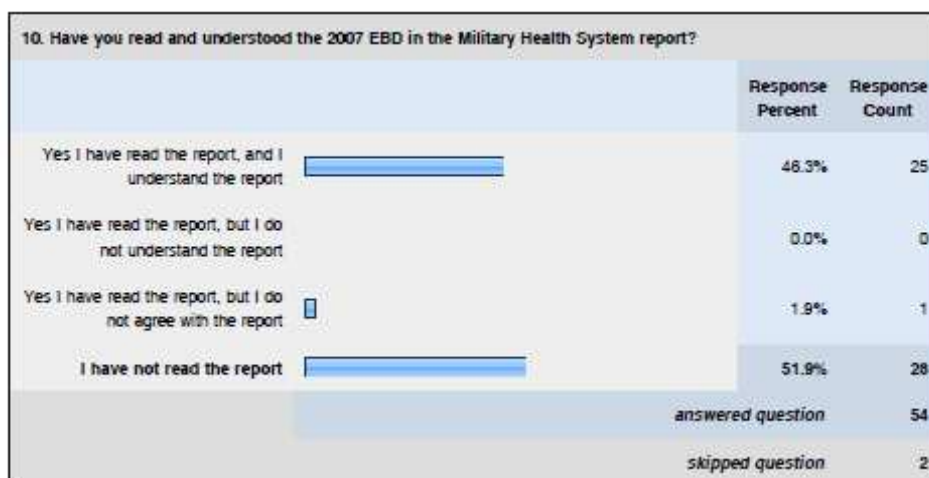 10. Have you read and understood the 2007 EBD in the Military Health System report?
Response Response
Percent Count
Yes I have read the report, and I
understand the report
46.3% 25
Yes I have read the report, but I do
not understand the report
0.0% 0
Yes I have read the report, but I do
not agree with the report
1.9% 1
I have not read the report 51.9% 28
answered question 54
skipped question 2